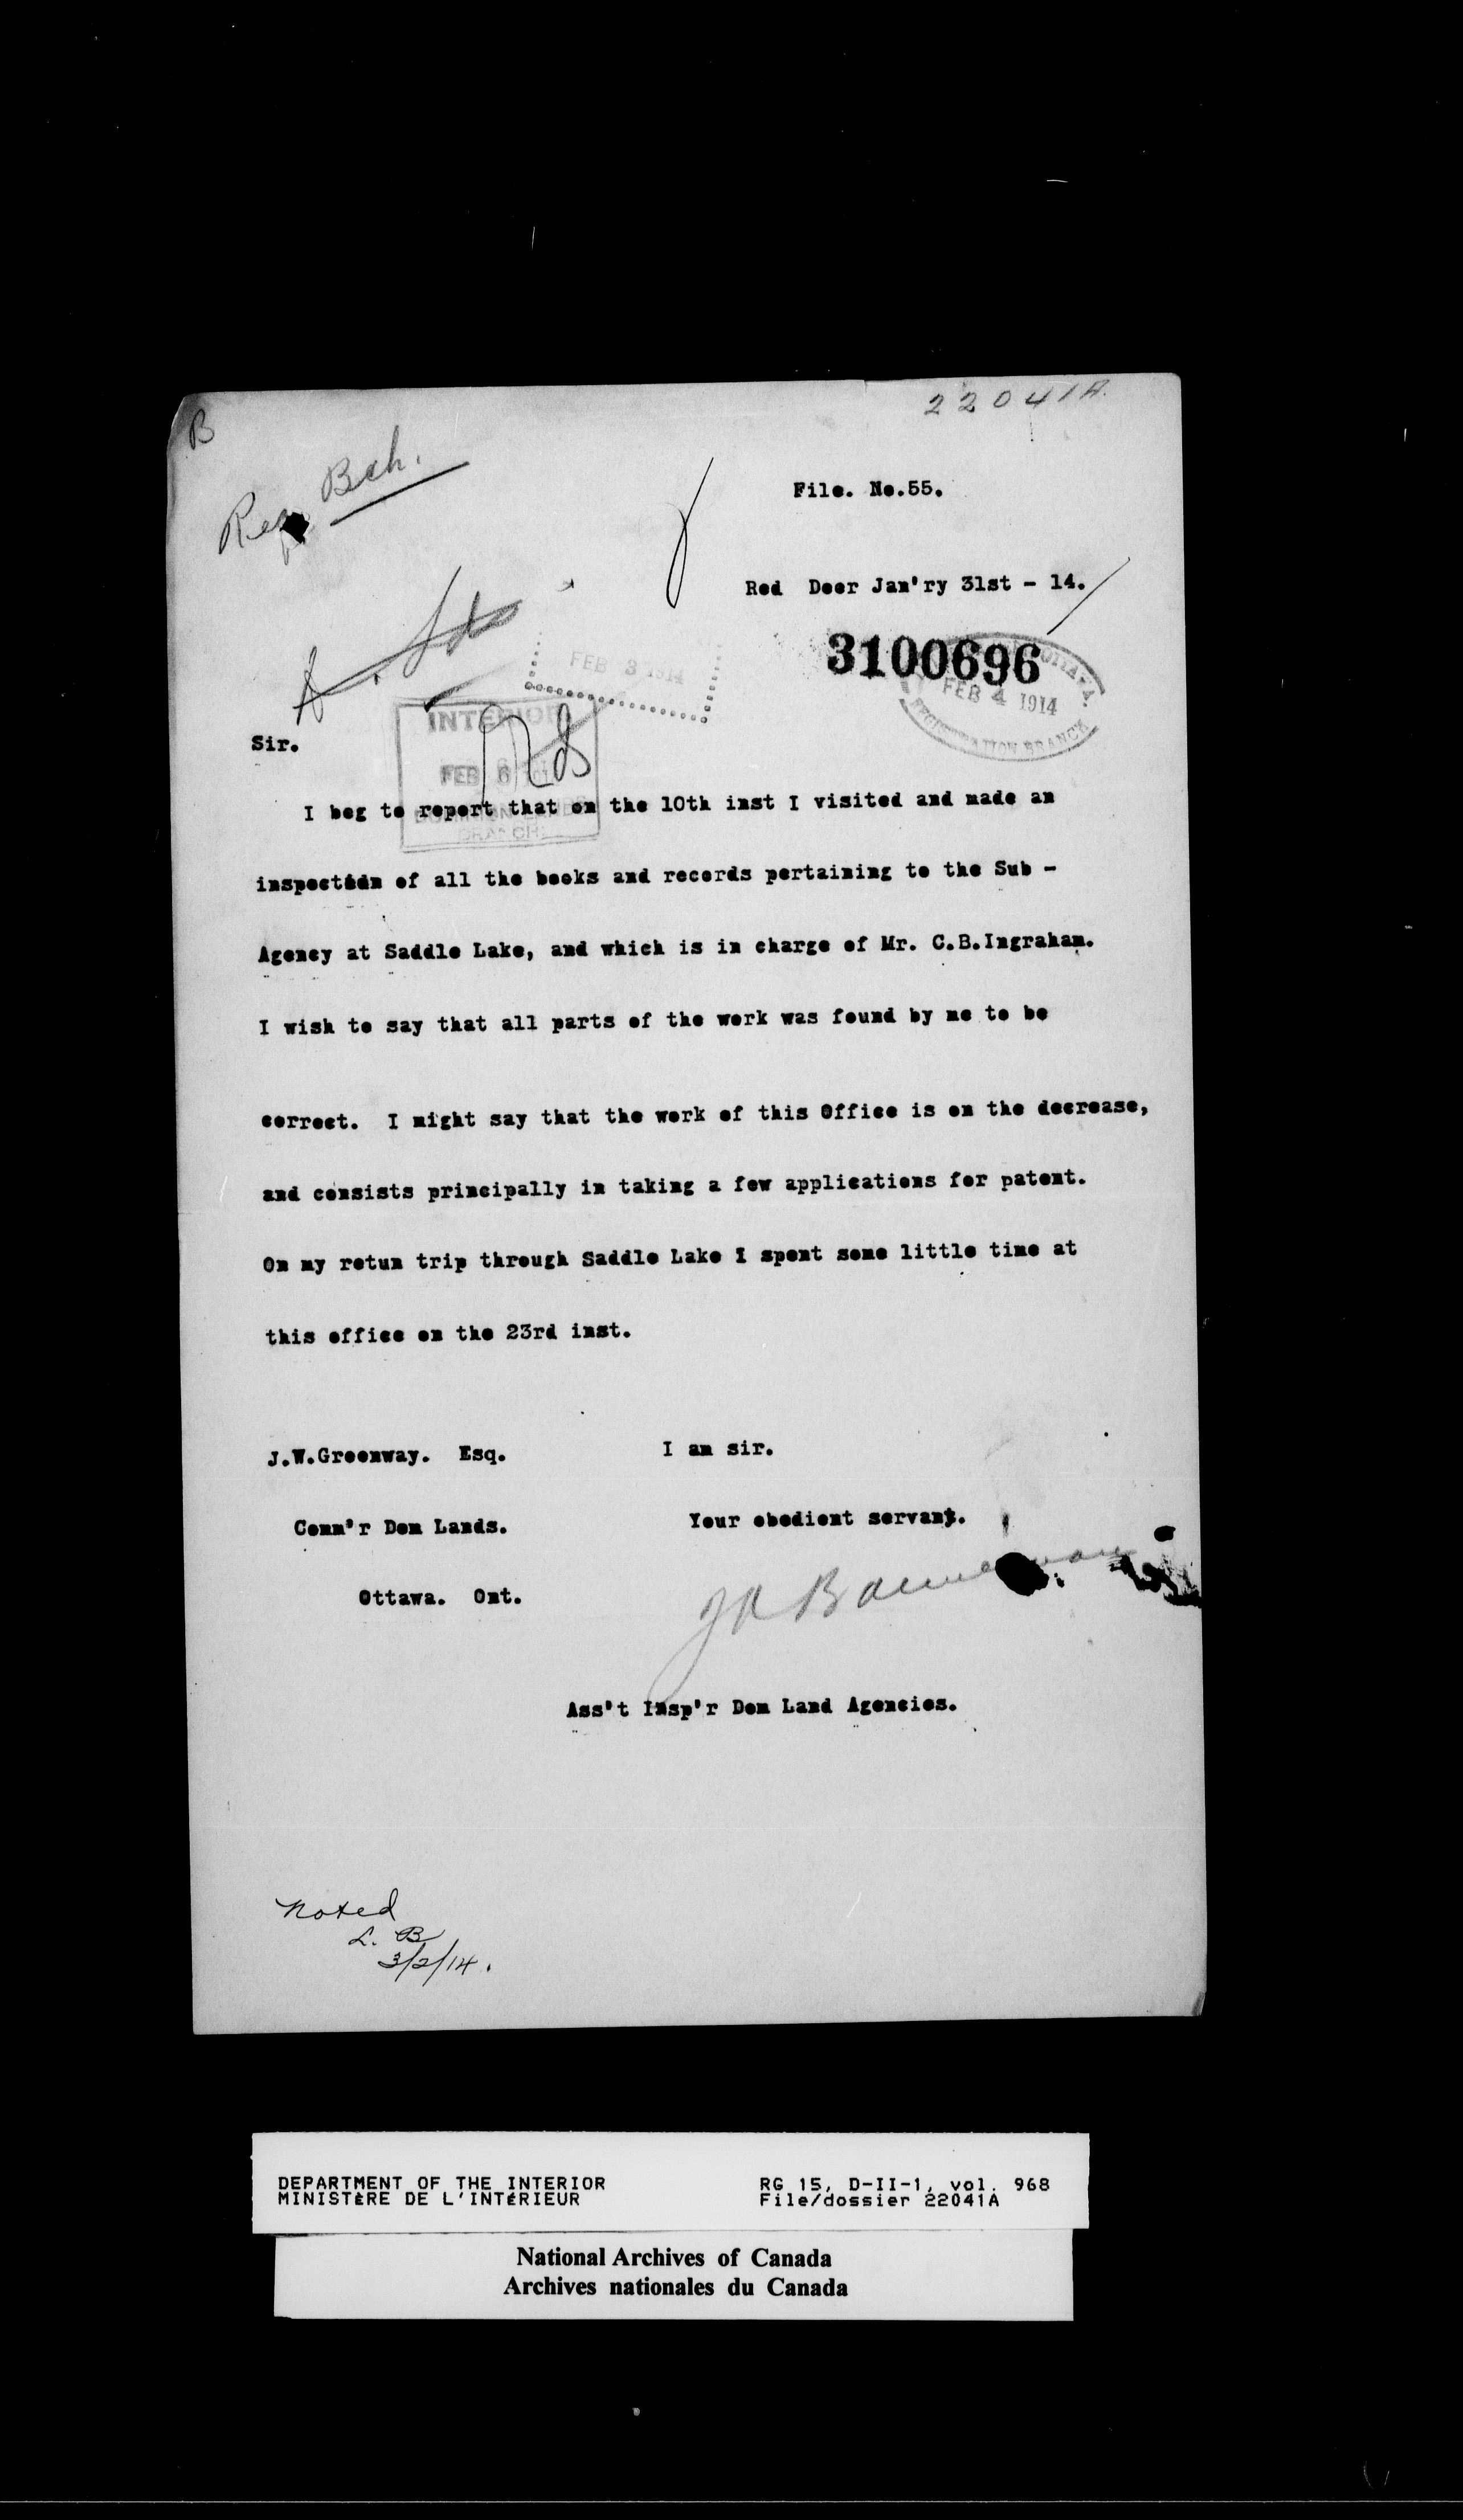 22041A.
B
Reg Bch.
File. No.55.
Red Deer Jan'ry 31st - 14.
3100696
OTTAWA.
FEB 4 1914
REGISTRATION BRANCH
FEB 3 1914
INTERIOR
FEB 6 1914
DOMINION LANDS
BRANCH
Sir.
I beg to report that on the 10th inst I visited and made an
inspection of all the books and records pertaining to the Sub -
Agency at Saddle Lake, and which is in charge of Mr. C.B.Ingraham.
I wish to say that all parts of the work was found by me to be
correct. I might say that the work of this Office is on the decrease,
and consists principally in taking a few applications for patent.
On my retun trip through Saddle Lake I spent some little time at
this office on the 23rd inst.
J.W.Greenway. Esq.
I am sir.
Comm'r Dom Lands.
Your obedient servant.
Ottawa. Ont.
Ass't Insp'r Dom Land Agencies.
Noted
L. B
3/2/14.
DEPARTMENT OF THE INTERIOR
MINISTÈRE DE L'INTÉRIEUR
RG 15, D-II-1, vol. 968
File/dossier 22041A
National Archives of Canada
Archives nationales du Canada